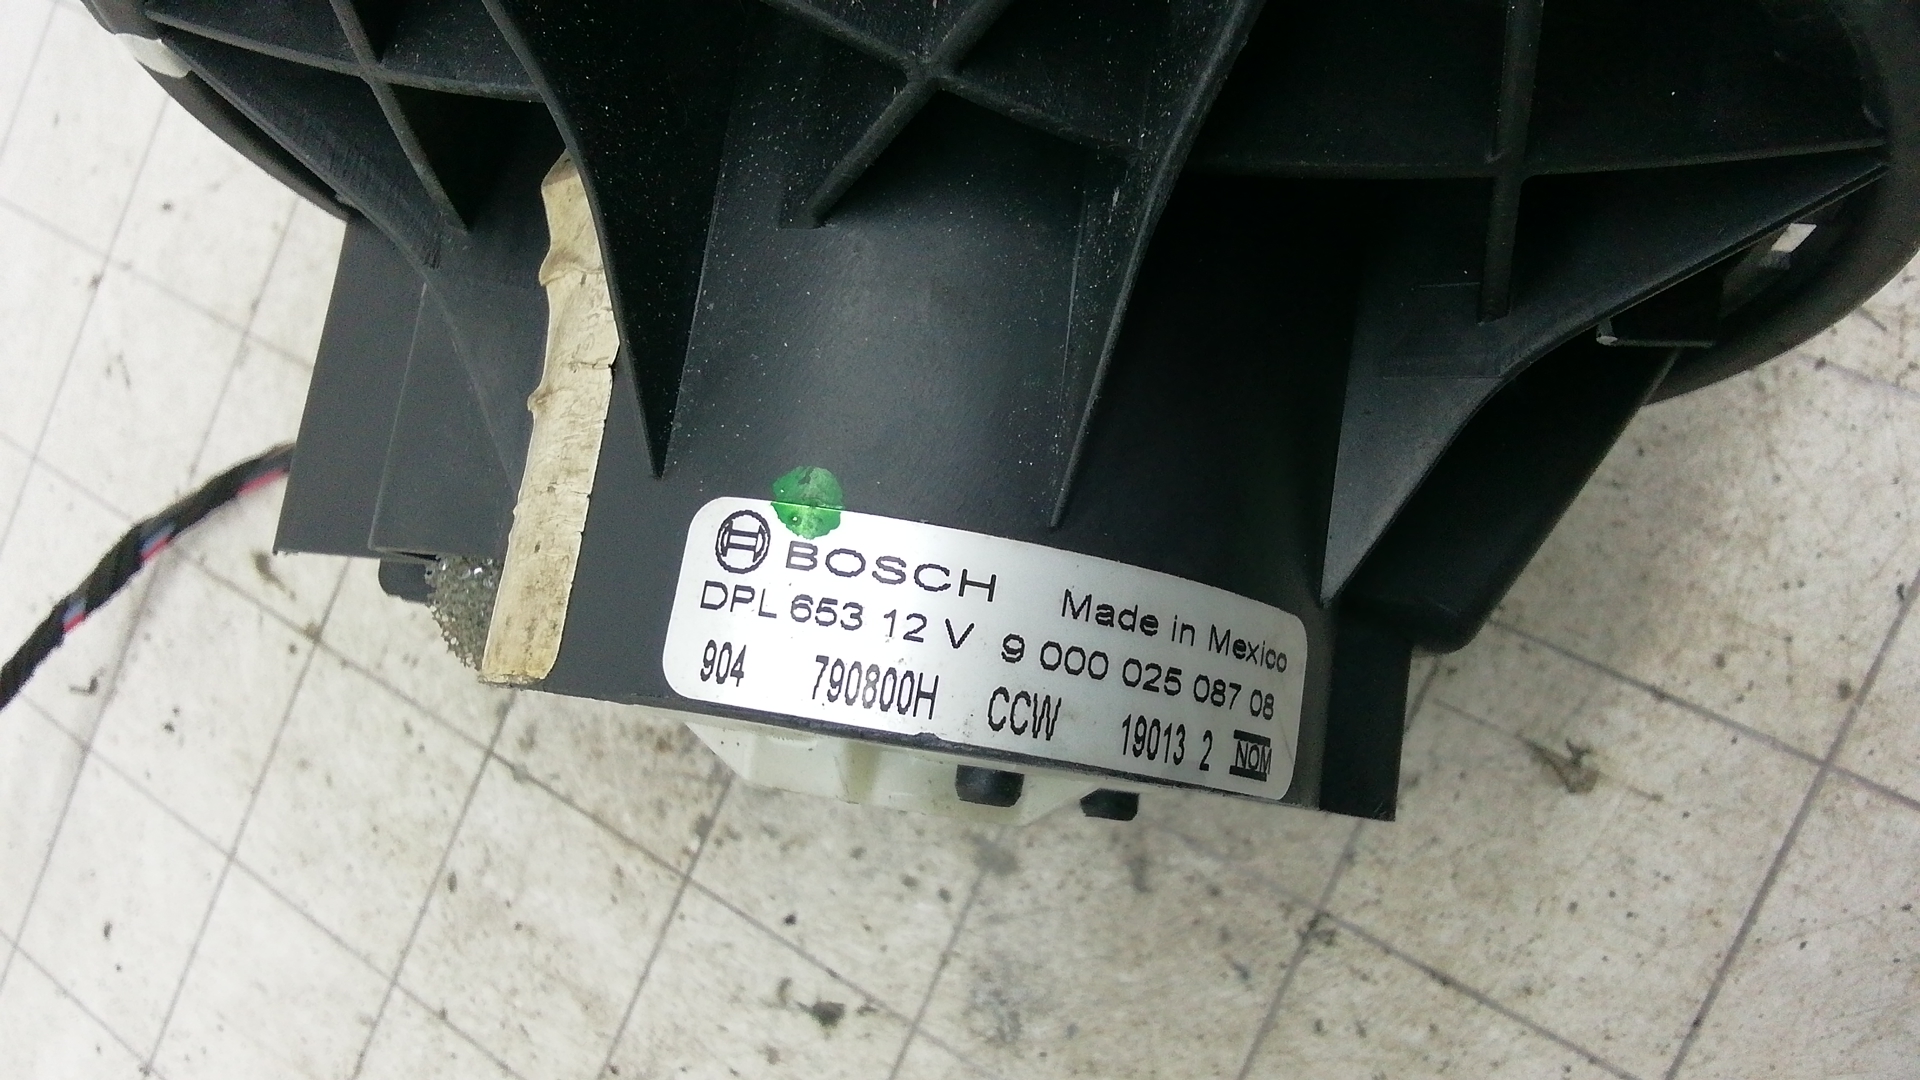 BOSCH Made in Mexico
DPL 653 12 V 9 000 025 087 08
904 790800H CCW 19013 2 NOM